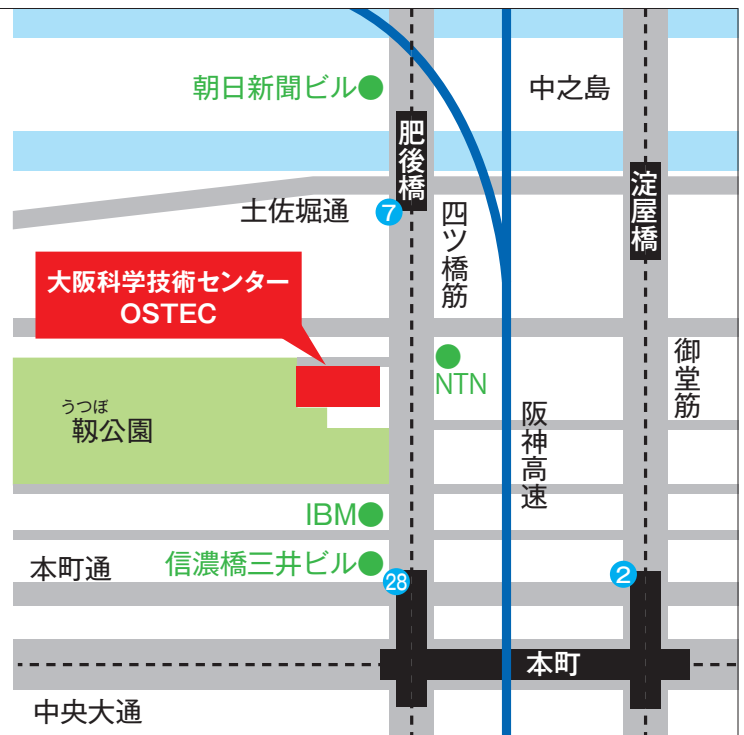 朝日新聞ビル
中之島
肥後橋
淀屋橋
土佐堀通
7
四ツ橋筋
大阪科学技術センター
OSTEC
NTN
御堂筋
うつぼ
靱公園
阪神高速
IBM
本町通
信濃橋三井ビル
28
2
本町
中央大通